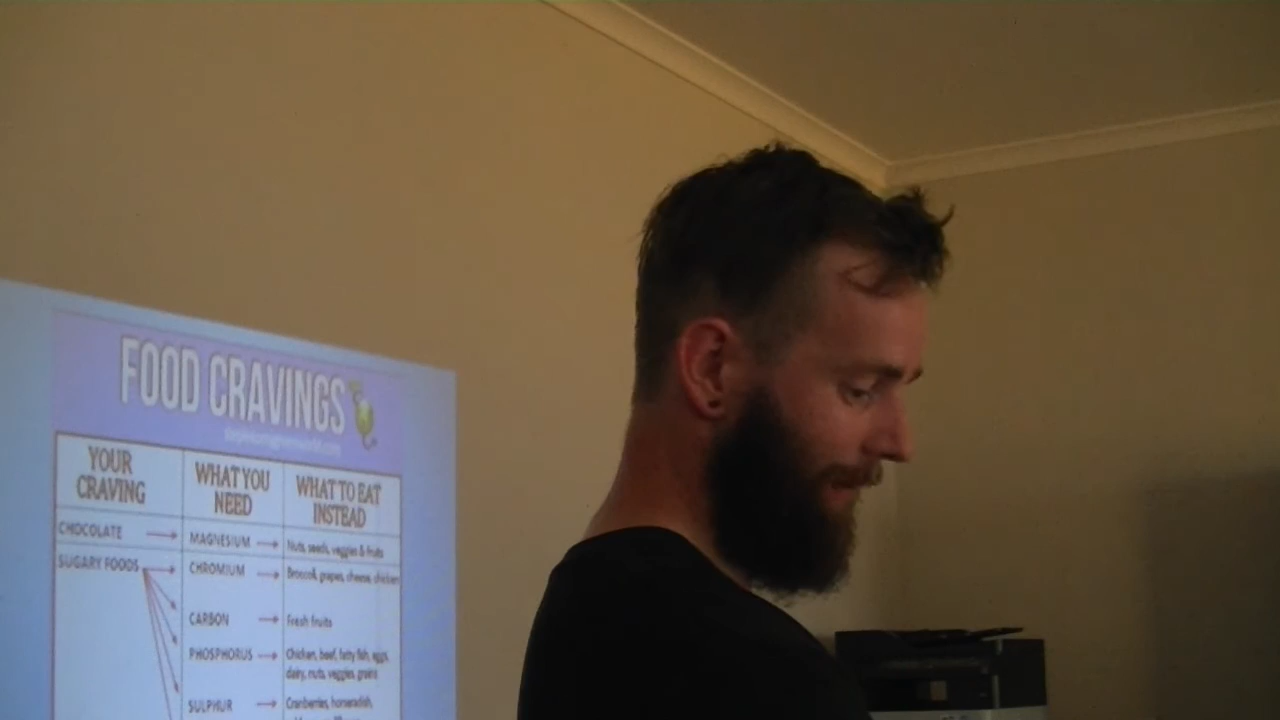 FOOD CRAVINGS
YOUR CRAVING
WHAT YOU NEED
WHAT TO EAT INSTEAD
CHOCOLATE
MAGNESIUM
Nuts, seeds, veggies & fruits
SUGARY FOODS
CHROMIUM
Broccoli, grapes, cheese, chicken
CARBON
Fresh fruits
PHOSPHORUS
Chicken, beef, fatty fish, eggs,
dairy, nuts, veggies, grains
SULPHUR
Cranberries, horseradish,